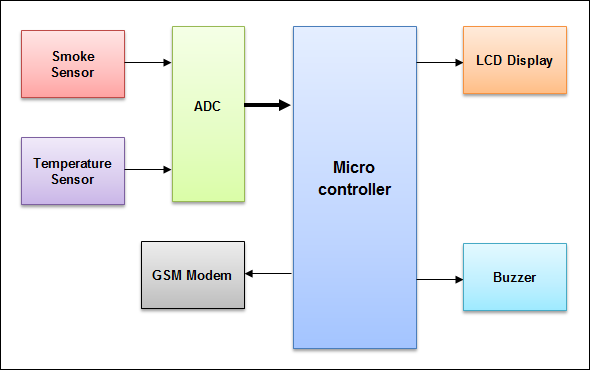 Smoke
Sensor
ADC
LCD Display
Temperature
Sensor
Micro
controller
GSM Modem
Buzzer